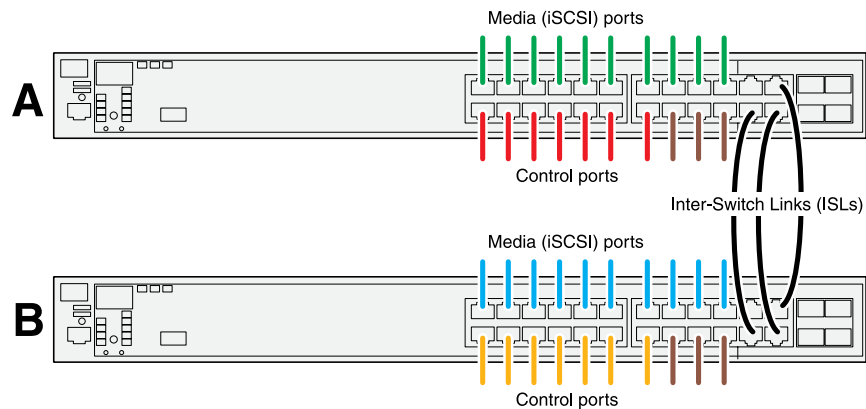 Media (iSCSI) ports
A
Control ports
Inter-Switch Links (ISLs)
Media (iSCSI) ports
B
Control ports